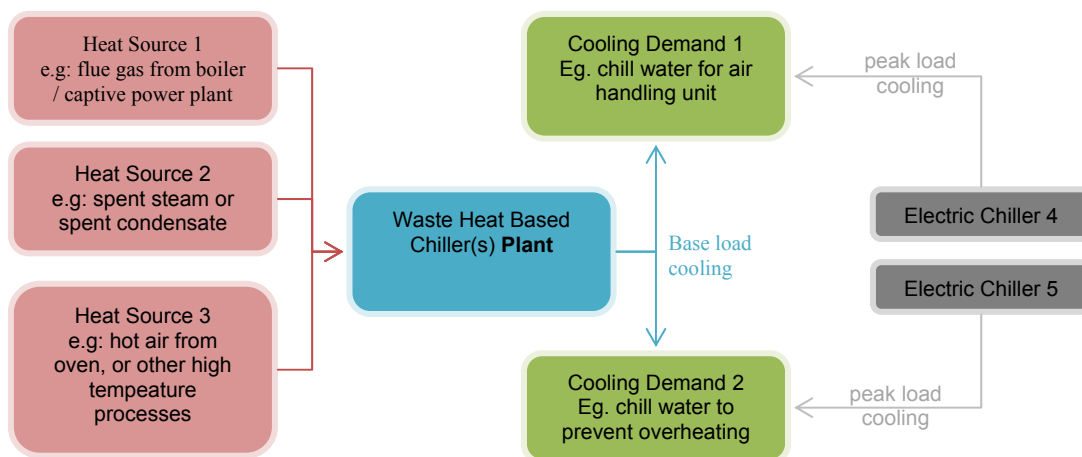 Heat Source 1
e.g: flue gas from boiler
/ captive power plant
Heat Source 2
e.g: spent steam or
spent condensate
Heat Source 3
e.g: hot air from
oven, or other high
tempeature
processes
Waste Heat Based
Chiller(s) Plant
Base load
cooling
Cooling Demand 1
Eg. chill water for air
handling unit
Cooling Demand 2
Eg. chill water to
prevent overheating
peak load
cooling
Electric Chiller 4
Electric Chiller 5
peak load
cooling